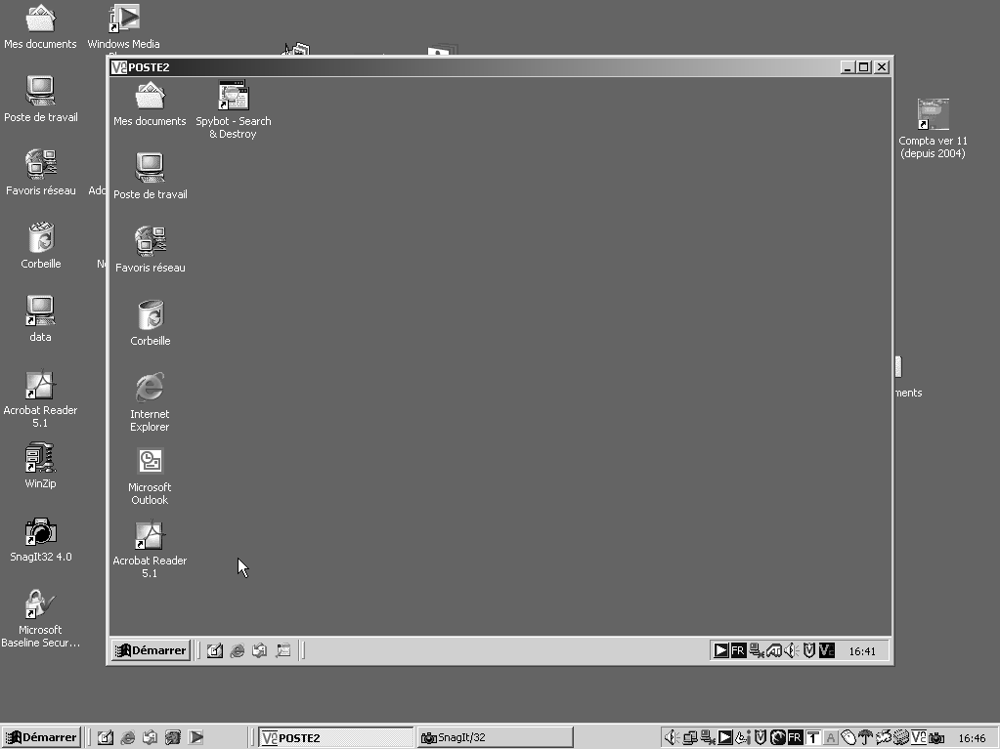 Mes documents
Windows Media
Poste de travail
Favoris réseau
Corbeille
data
Acrobat Reader
5.1
WinZip
SnagIt32 4.0
Microsoft
Baseline Secur...
POSTE2
Mes documents
Spybot - Search
& Destroy
Poste de travail
Favoris réseau
Corbeille
Internet
Explorer
Microsoft
Outlook
Acrobat Reader
5.1
Démarrer
FR
16:41
Compta ver 11
(depuis 2004)
Démarrer
POSTE2
SnagIt/32
FR
16:46